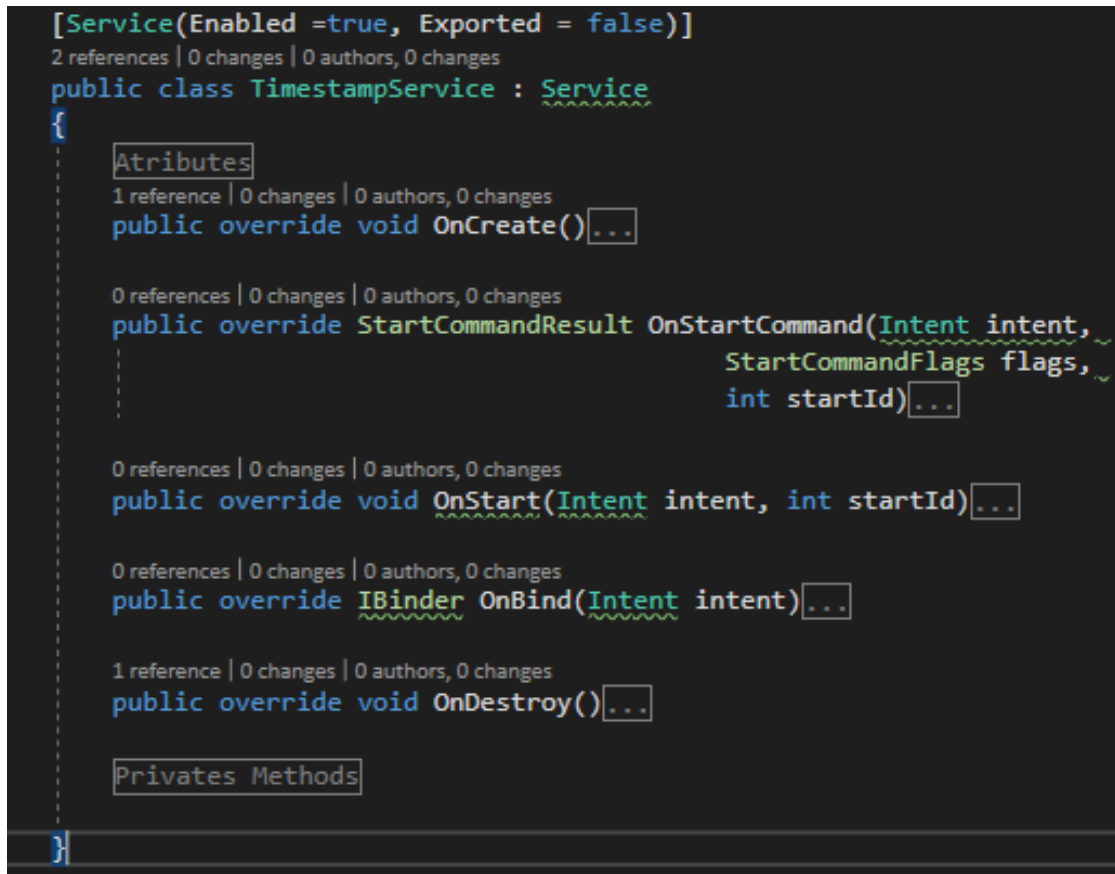 [Service(Enabled =true, Exported = false)]
2 references | 0 changes | 0 authors, 0 changes
public class TimestampService : Service
{
Atributes
1 reference | 0 changes | 0 authors, 0 changes
public override void OnCreate()...
0 references | 0 changes | 0 authors, 0 changes
public override StartCommandResult OnStartCommand(Intent intent,
StartCommandFlags flags,
int startId)...
0 references | 0 changes | 0 authors, 0 changes
public override void OnStart(Intent intent, int startId)...
0 references | 0 changes | 0 authors, 0 changes
public override IBinder OnBind(Intent intent)...
1 reference | 0 changes | 0 authors, 0 changes
public override void OnDestroy()...
Privates Methods
}